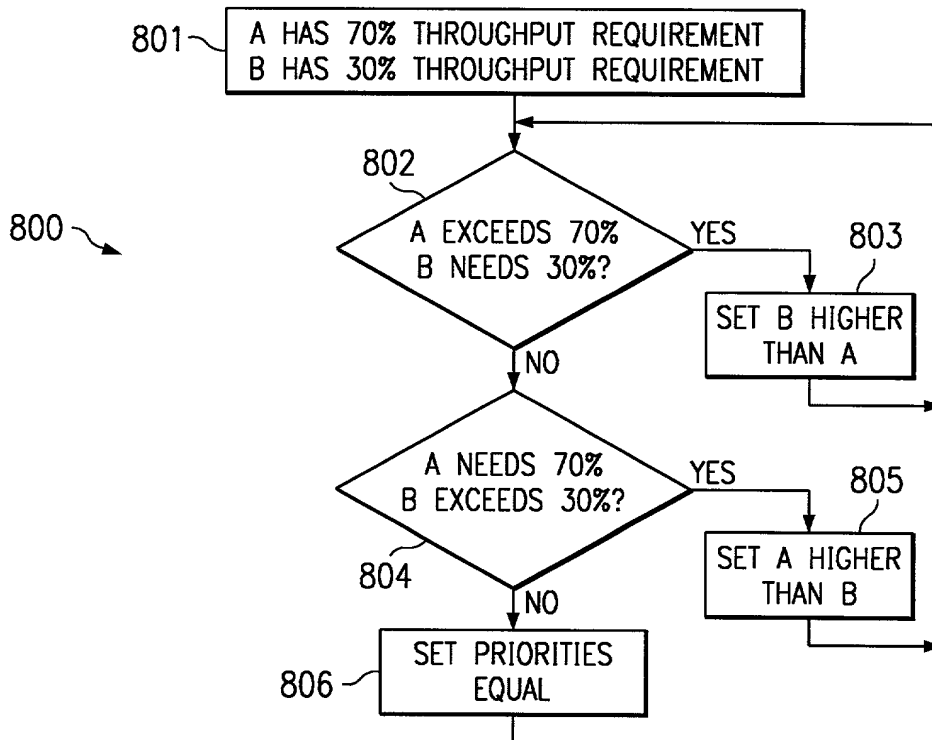 801
A HAS 70% THROUGHPUT REQUIREMENT
B HAS 30% THROUGHPUT REQUIREMENT
800
802
A EXCEEDS 70%
B NEEDS 30%?
YES
803
SET B HIGHER
THAN A
NO
A NEEDS 70%
B EXCEEDS 30%?
804
YES
805
SET A HIGHER
THAN B
NO
806
SET PRIORITIES
EQUAL